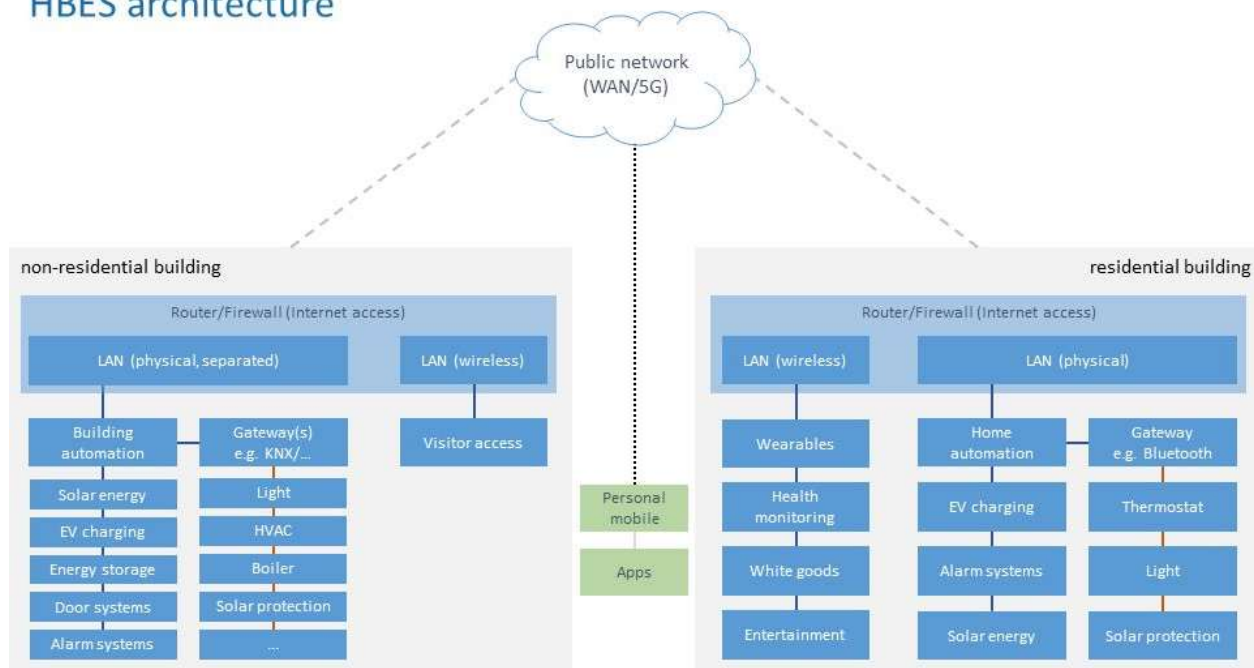 HBES architecture
Public network
(WAN/5G)
non-residential building
Router/Firewall (Internet access)
LAN (physical, separated)
LAN (wireless)
Building
automation
Gateway(s)
e.g. KNX/...
Visitor access
Solar energy
EV charging
Energy storage
Door systems
Alarm systems
Light
HVAC
Boiler
Solar protection
...
Personal
mobile
Apps
residential building
Router/Firewall (Internet access)
LAN (wireless)
LAN (physical)
Wearables
Health
monitoring
White goods
Entertainment
Home
automation
EV charging
Alarm systems
Solar energy
Gateway
e.g. Bluetooth
Thermostat
Light
Solar protection